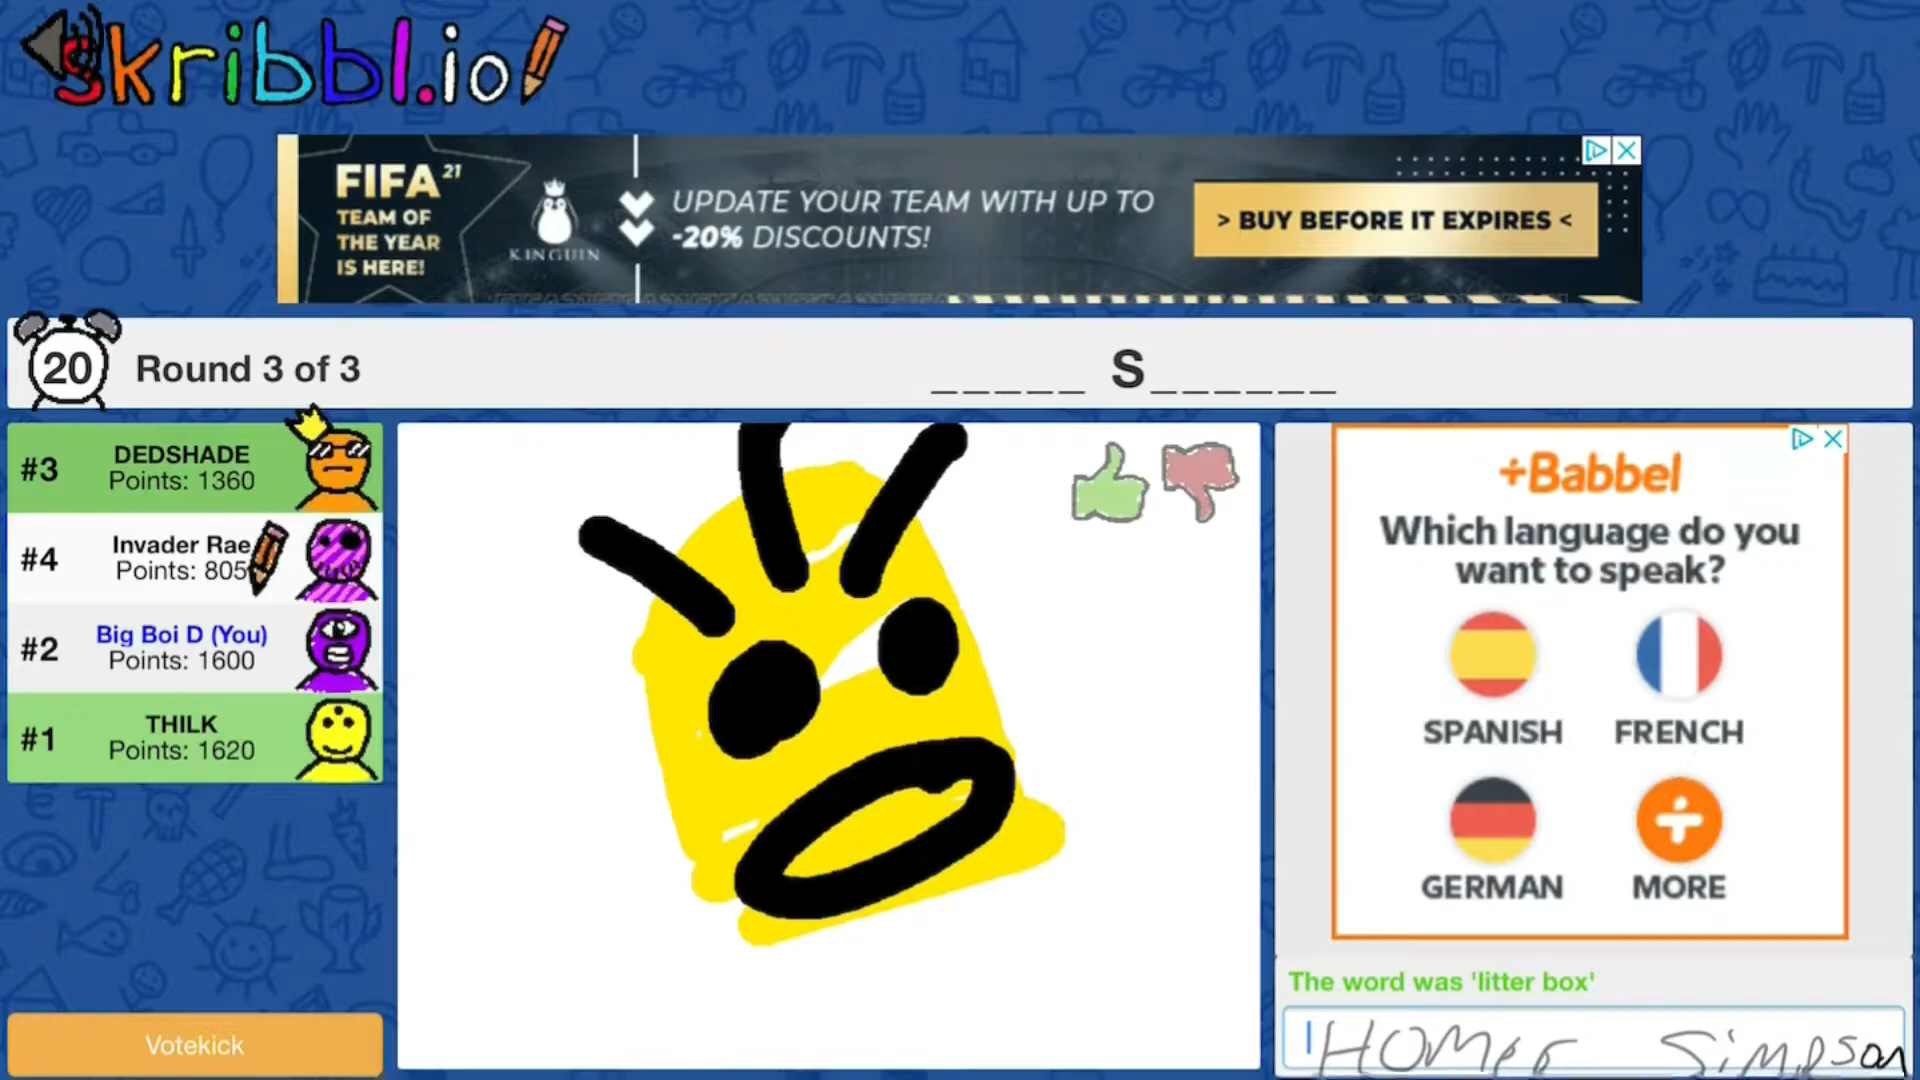 skribbl.io
FIFA 21
TEAM OF
THE YEAR
IS HERE!
KINGUIN
UPDATE YOUR TEAM WITH UP TO
-20% DISCOUNTS!
> BUY BEFORE IT EXPIRES <
20
Round 3 of 3
_____ S______
#3
DEDSHADE
Points: 1360
#4
Invader Rae
Points: 805
#2
Big Boi D (You)
Points: 1600
#1
THILK
Points: 1620
Votekick
+Babbel
Which language do you
want to speak?
SPANISH
FRENCH
GERMAN
MORE
The word was 'litter box'
HOMer Simpson